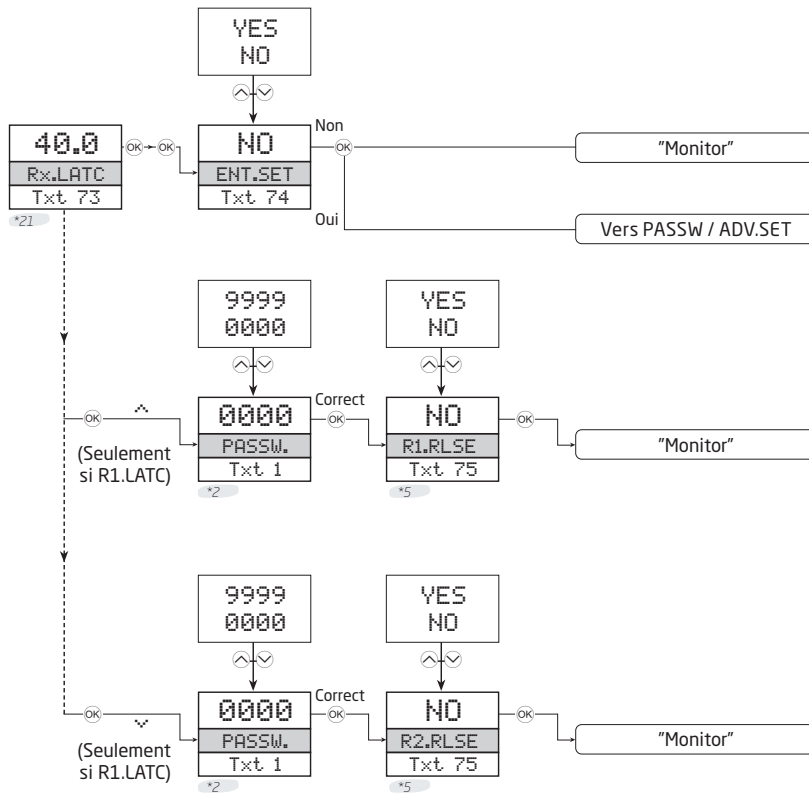 YES
NO
40.0
Rx.LATC
Txt 73
*21
OK
OK
NO
ENT.SET
Txt 74
Non
OK
Oui
"Monitor"
Vers PASSW / ADV.SET
9999
0000
YES
NO
OK
(Seulement
si R1.LATC)
0000
PASSW.
Txt 1
*2
Correct
OK
NO
R1.RLSE
Txt 75
*5
OK
"Monitor"
9999
0000
YES
NO
OK
(Seulement
si R1.LATC)
0000
PASSW.
Txt 1
*2
Correct
OK
NO
R2.RLSE
Txt 75
*5
OK
"Monitor"